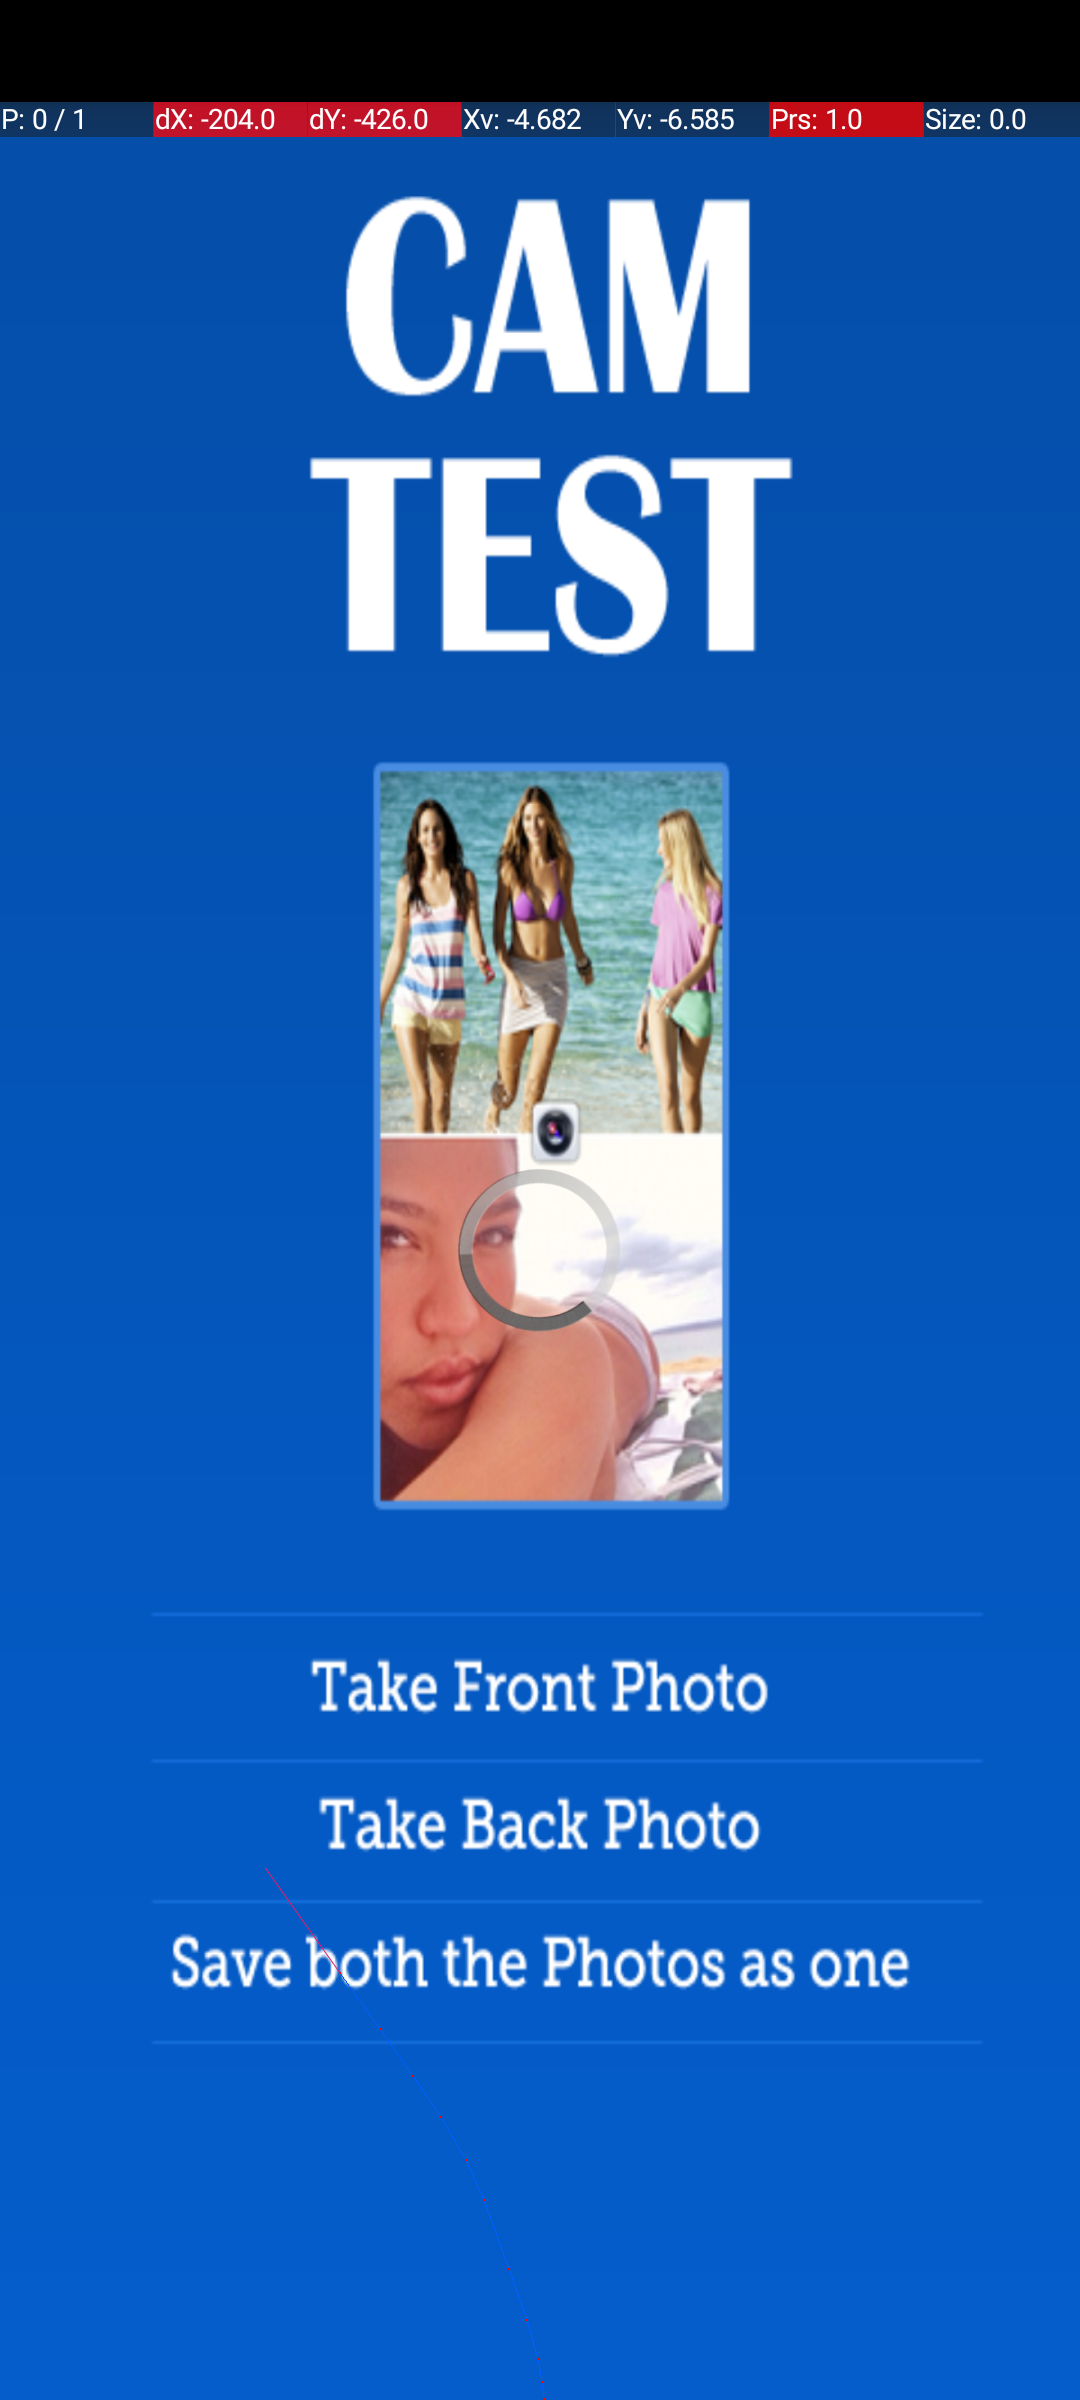 P: 0 / 1 dX: -204.0 dY: -426.0 Xv: -4.682 Yv: -6.585 Prs: 1.0 Size: 0.0
CAM
TEST
Take Front Photo
Take Back Photo
Save both the Photos as one